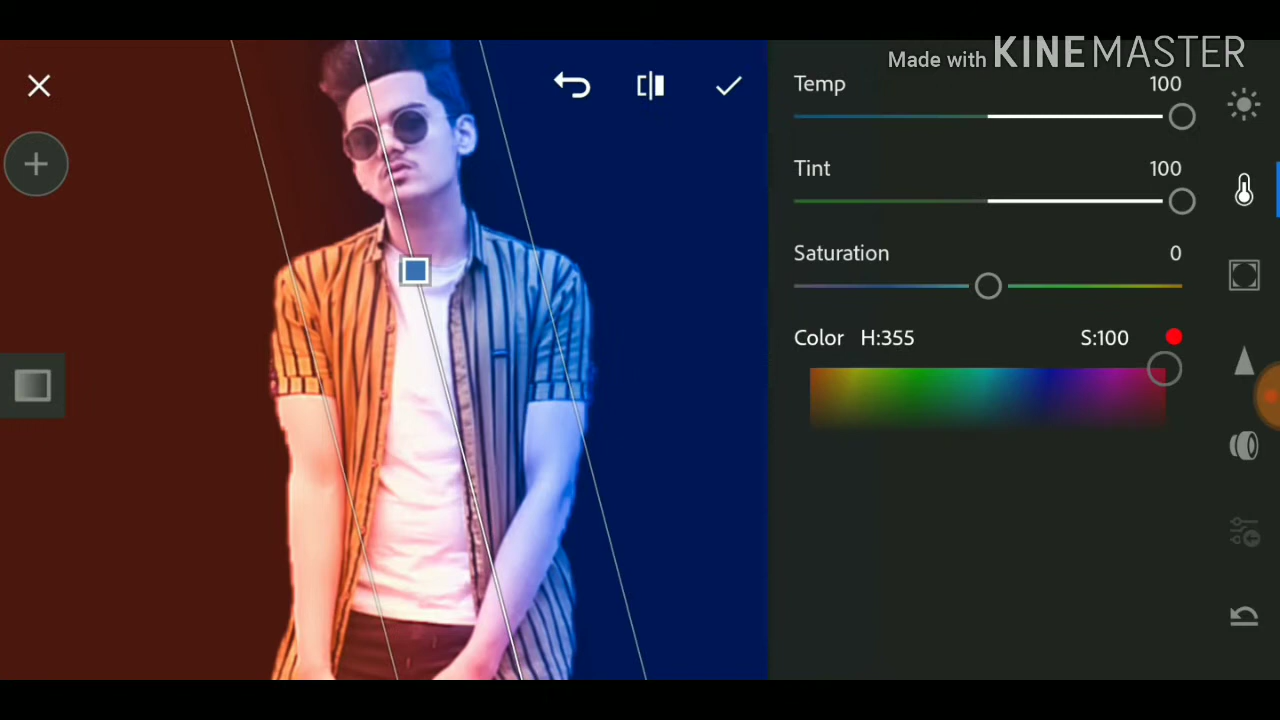 Made with KINEMASTER
Temp 100
Tint 100
Saturation 0
Color H:355 S:100